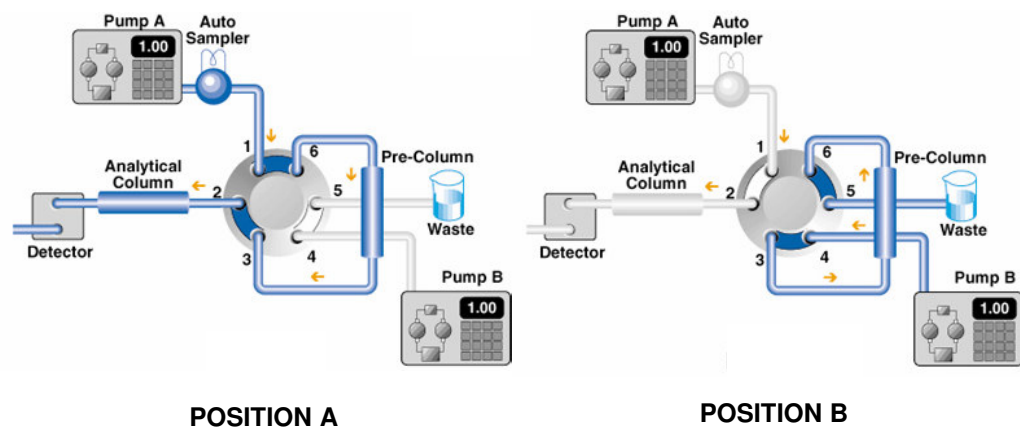 Pump A
Auto
Sampler
1.00
1
6
Pre-Column
Analytical
Column
2
5
Waste
Detector
3
4
Pump B
1.00
POSITION A
Pump A
Auto
Sampler
1.00
1
6
Pre-Column
Analytical
Column
2
5
Waste
Detector
3
4
Pump B
1.00
POSITION B